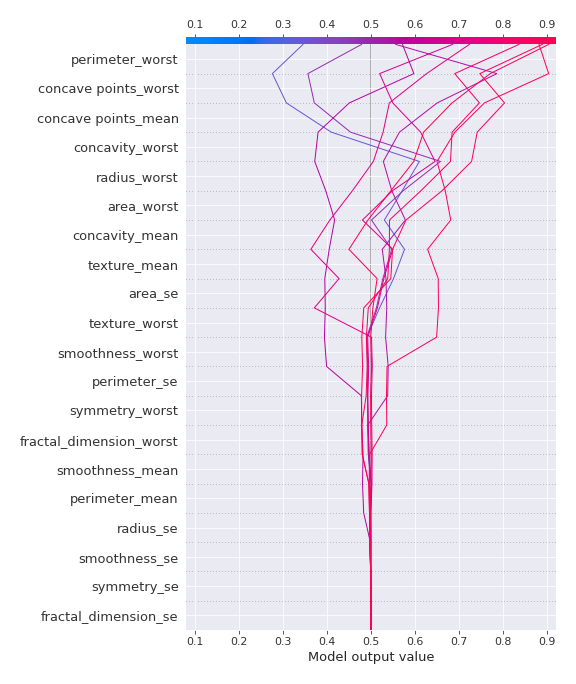 0.1 0.2 0.3 0.4 0.5 0.6 0.7 0.8 0.9
perimeter_worst
concave points_worst
concave points_mean
concavity_worst
radius_worst
area_worst
concavity_mean
texture_mean
area_se
texture_worst
smoothness_worst
perimeter_se
symmetry_worst
fractal_dimension_worst
smoothness_mean
perimeter_mean
radius_se
smoothness_se
symmetry_se
fractal_dimension_se
0.1 0.2 0.3 0.4 0.5 0.6 0.7 0.8 0.9
Model output value